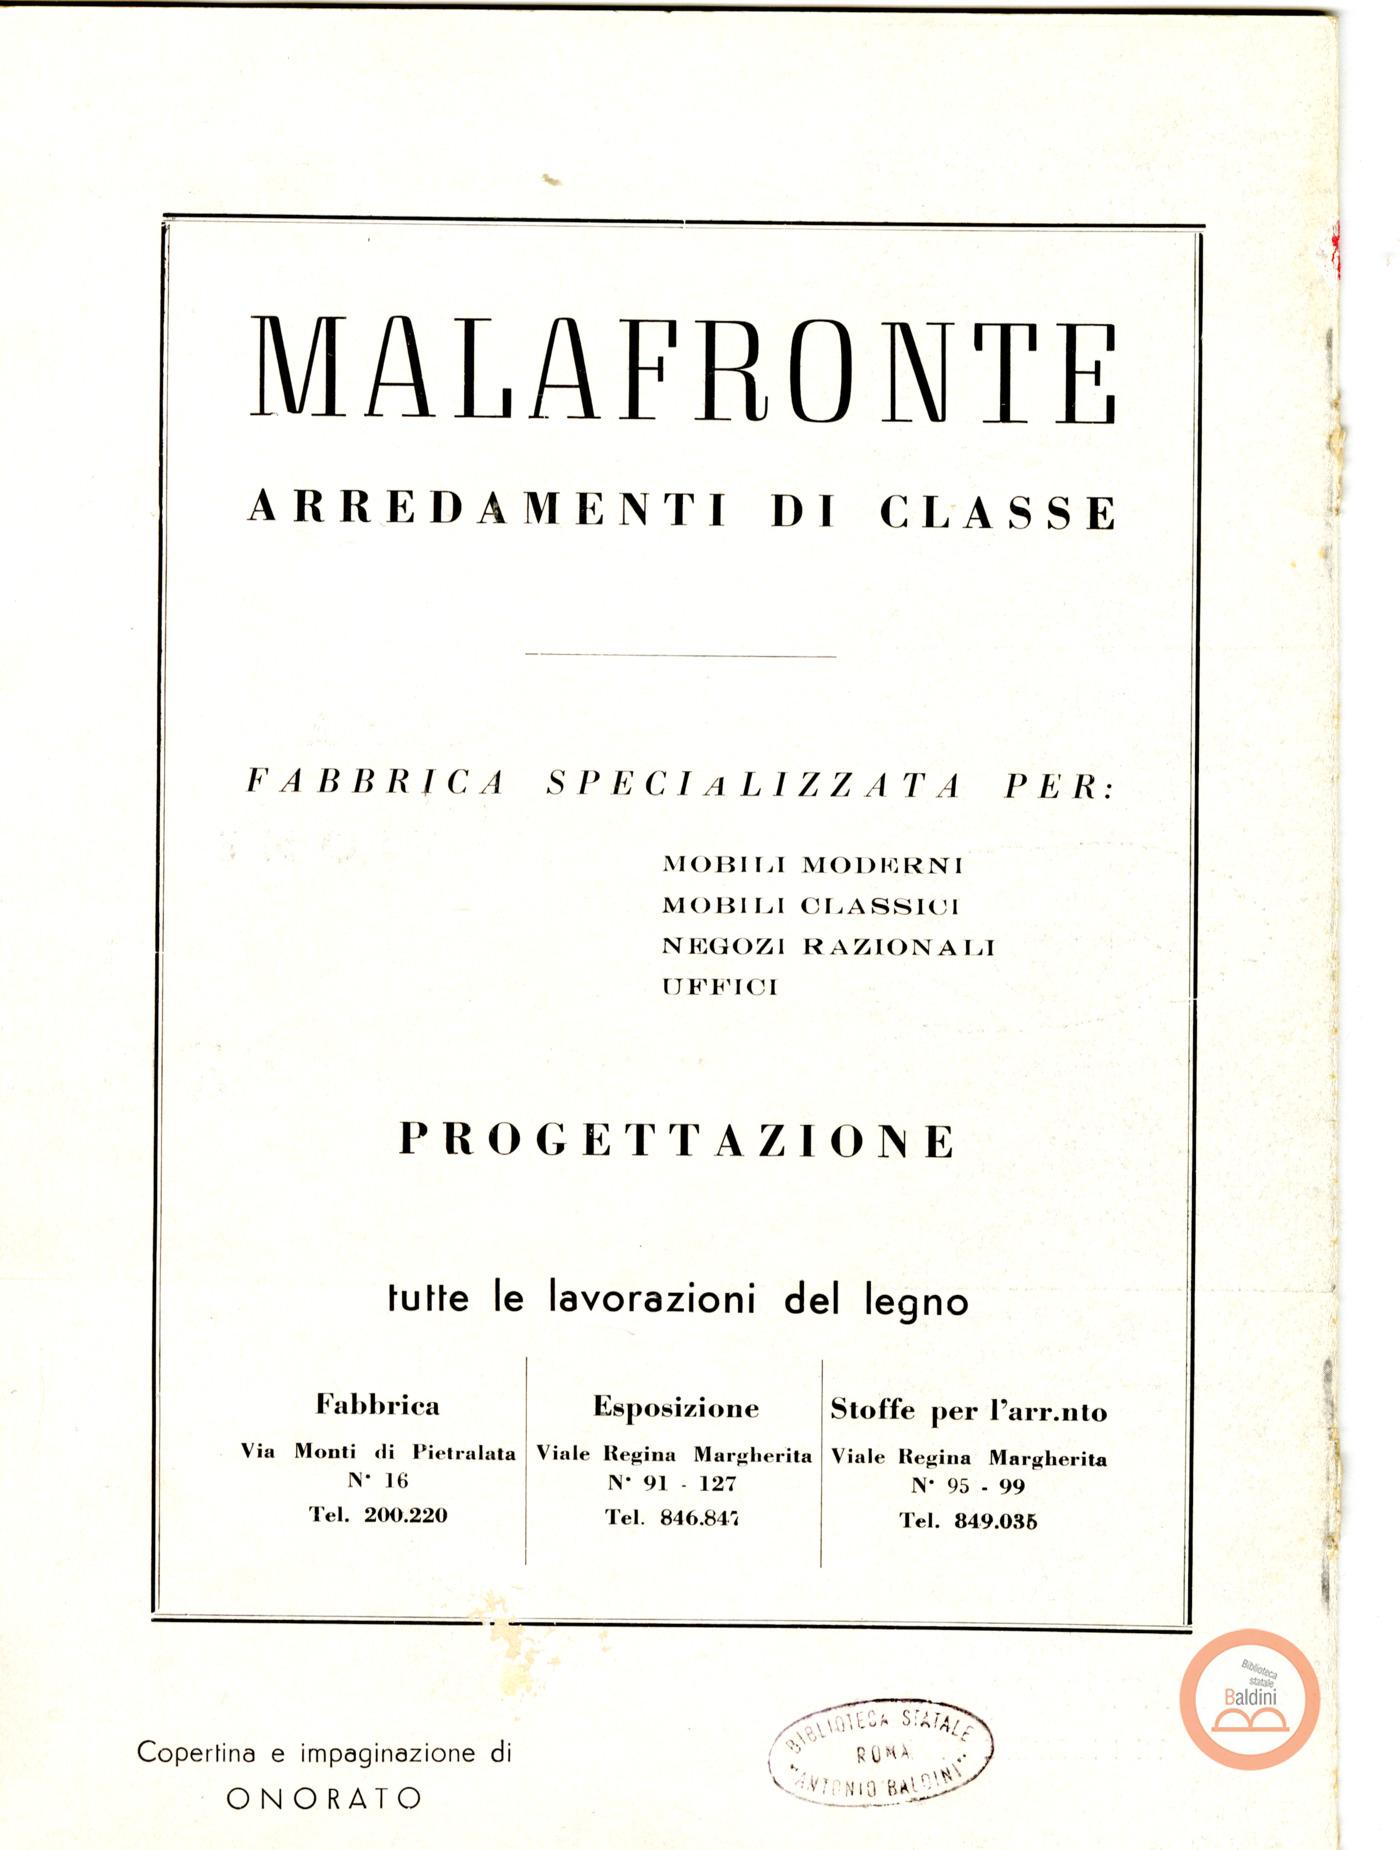 MALAFRONTE
ARREDAMENTI DI CLASSE
FABBRICA SPECIALIZZATA PER:
MOBILI MODERNI
MOBILI CLASSICI
NEGOZI RAZIONALI
UFFICI
PROGETTAZIONE
tutte le lavorazioni del legno
Fabbrica
Via Monti di Pietralata
N· 16
Tel. 200.220
Esposizione
Viale Regina Margherita
N· 91 - 127
Tel. 846.847
Stoffe per l'arr.nto
Viale Regina Margherita
N· 95 - 99
Tel. 849.035
Copertina e impaginazione di
ONORATO
BIBLIOTECA STATALE
ROMA
"ANTONIO BALDINI"
Biblioteca
statale
Baldini